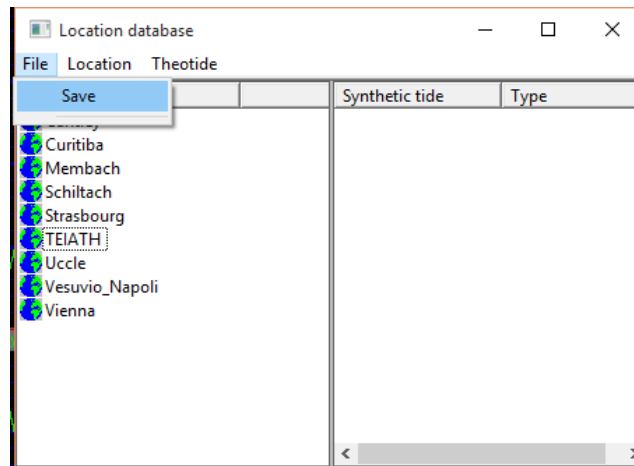 Location database
File Location Theotide
Save
Synthetic tide Type
Curitiba
Membach
Schiltach
Strasbourg
TEIATH
Uccle
Vesuvio_Napoli
Vienna